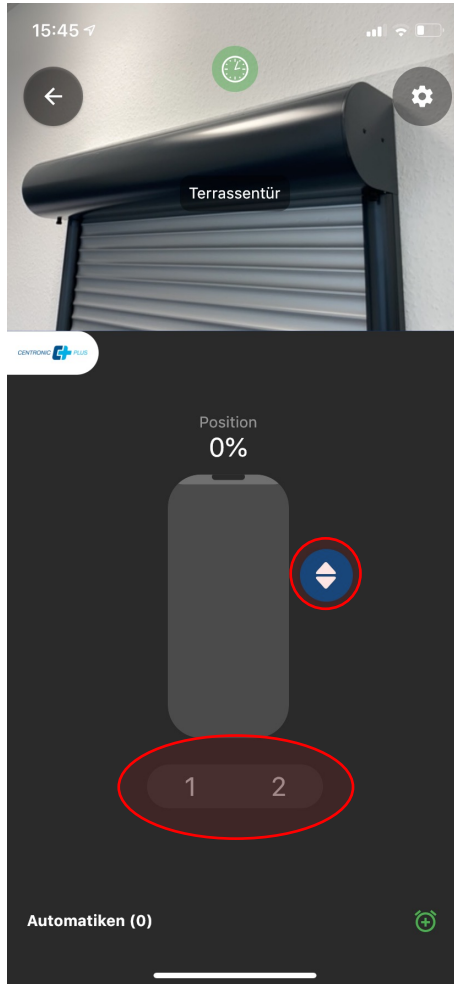 15:45
Terrassentür
CENTRONIC PLUS
Position
0%
1 2
Automatiken (0)